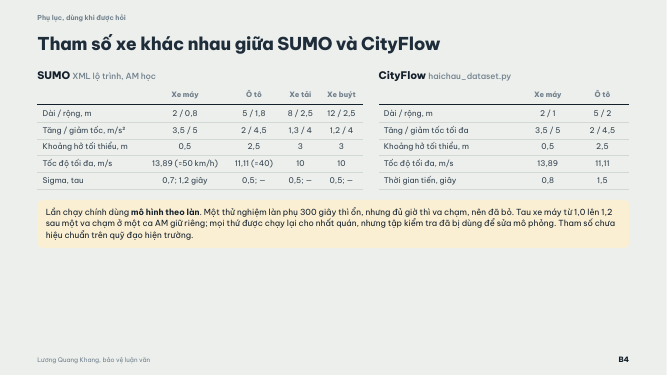 Phụ lục, dùng khi được hỏi
Tham số xe khác nhau giữa SUMO và CityFlow
SUMO XML lộ trình, AM học
Xe máy Ô tô Xe tải Xe buýt
Dài / rộng, m 2 / 0,8 5 / 1,8 8 / 2,5 12 / 2,5
Tăng / giảm tốc, m/s² 3,5 / 5 2 / 4,5 1,3 / 4 1,2 / 4
Khoảng hở tối thiểu, m 0,5 2,5 3 3
Tốc độ tối đa, m/s 13,89 (≈50 km/h) 11,11 (≈40) 10 10
Sigma, tau 0,7; 1,2 giây 0,5; — 0,5; — 0,5; —
CityFlow haichau_dataset.py
Xe máy Ô tô
Dài / rộng, m 2 / 1 5 / 2
Tăng / giảm tốc tối đa 3,5 / 5 2 / 4,5
Khoảng hở tối thiểu, m 0,5 2,5
Tốc độ tối đa, m/s 13,89 11,11
Thời gian tiến, giây 0,8 1,5
Lần chạy chính dùng mô hình theo làn. Một thử nghiệm làn phụ 300 giây thì ổn, nhưng đủ giờ thì va chạm, nên đã bỏ. Tau xe máy từ 1,0 lên 1,2
sau một va chạm ở một ca AM giữ riêng; mọi thứ được chạy lại cho nhất quán, nhưng tập kiểm tra đã bị dùng để sửa mô phỏng. Tham số chưa
hiệu chuẩn trên quỹ đạo hiện trường.
Lương Quang Khang, bảo vệ luận văn
B4